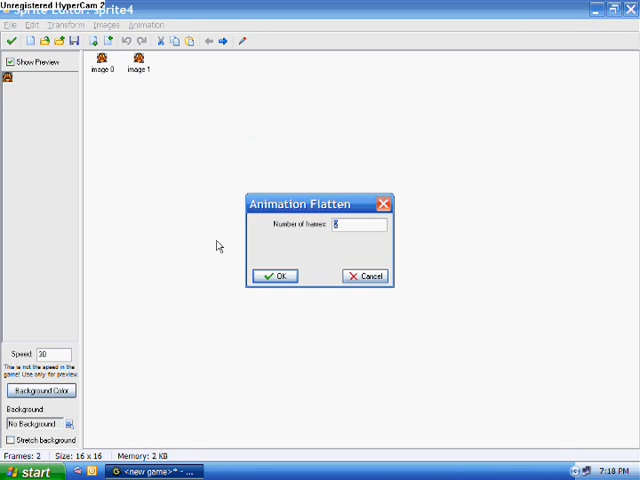 Unregistered HyperCam 2
Sprite Editor: sprite4
File Edit Transform Images Animation
Show Preview
image 0 image 1
Animation Flatten
Number of frames:
OK Cancel
Speed: 30
This is not the speed in the
game! Use only for preview.
Background Color
Background:
No Background
Stretch background
Frames: 2 Size: 16 x 16 Memory: 2 KB
start <new game>* - ... 7:18 PM